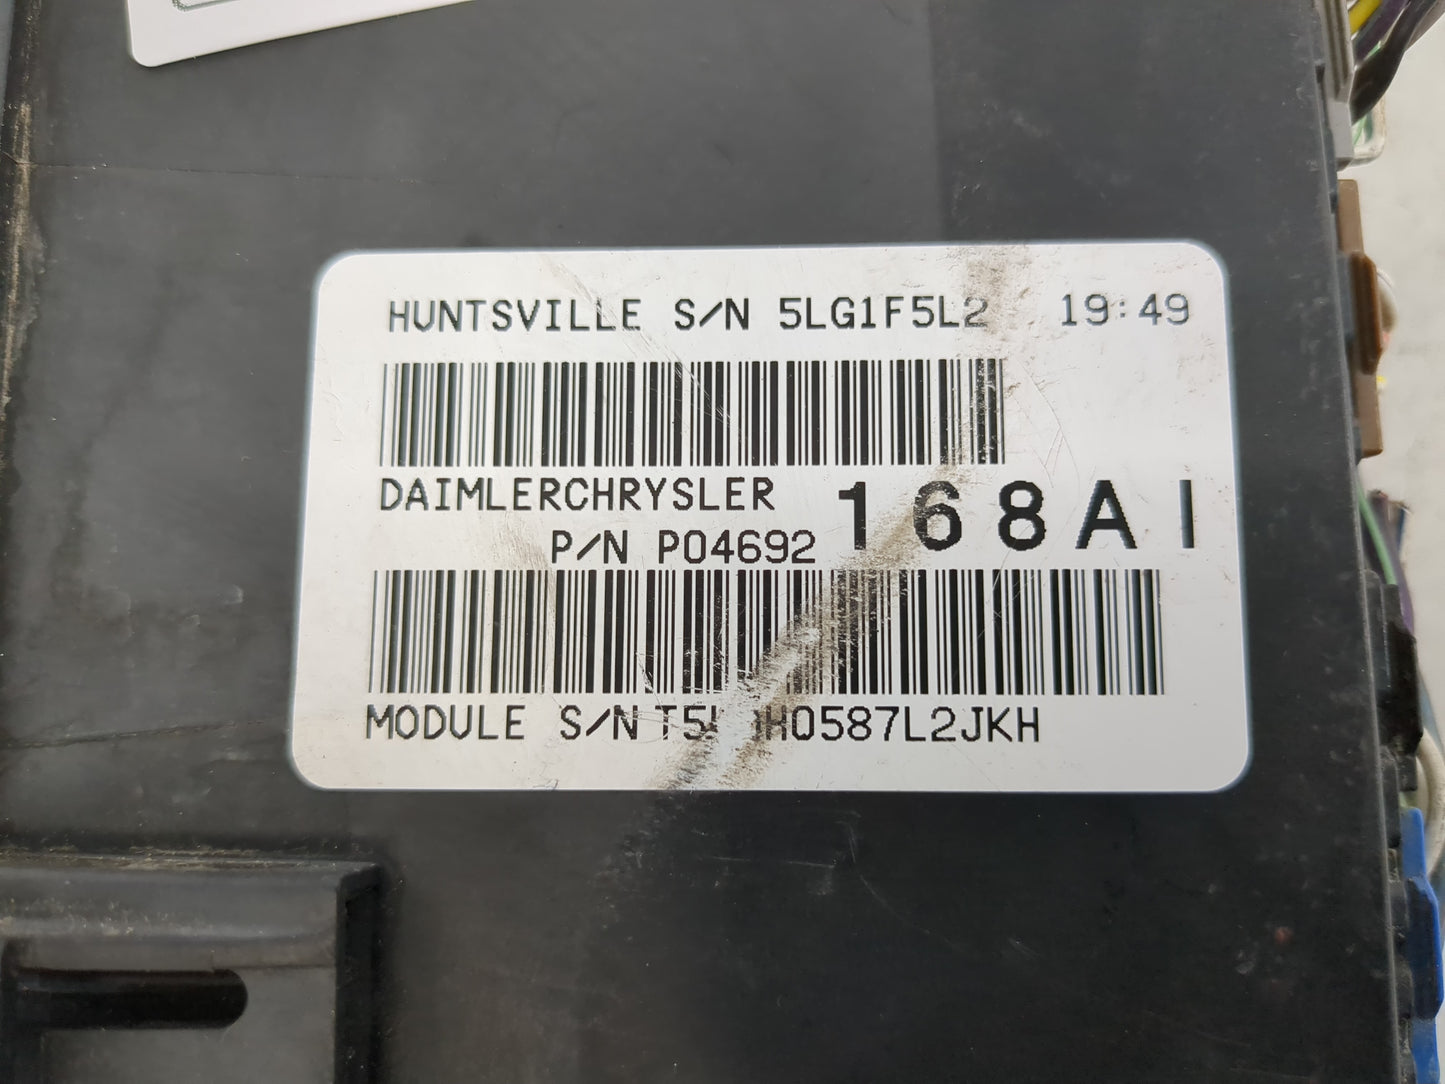 HUNTSVILLE S/N 5LG1F5L2 19:49
DAIMLERCHRYSLER 168AI
P/N P04692
MODULE S/N